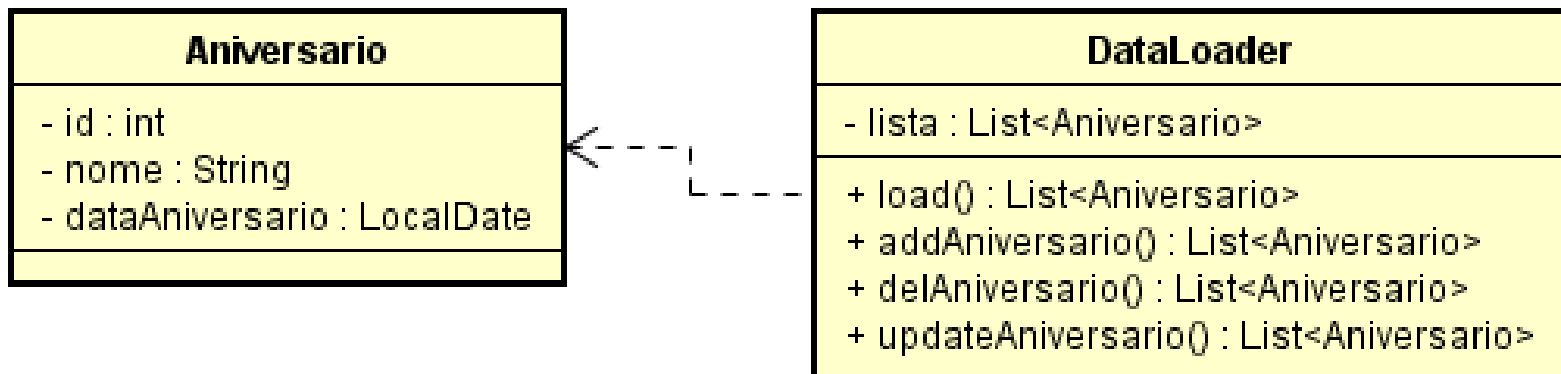 Aniversario
- id : int
- nome : String
- dataAniversario : LocalDate
DataLoader
- lista : List<Aniversario>
+ load() : List<Aniversario>
+ addAniversario() : List<Aniversario>
+ delAniversario() : List<Aniversario>
+ updateAniversario() : List<Aniversario>